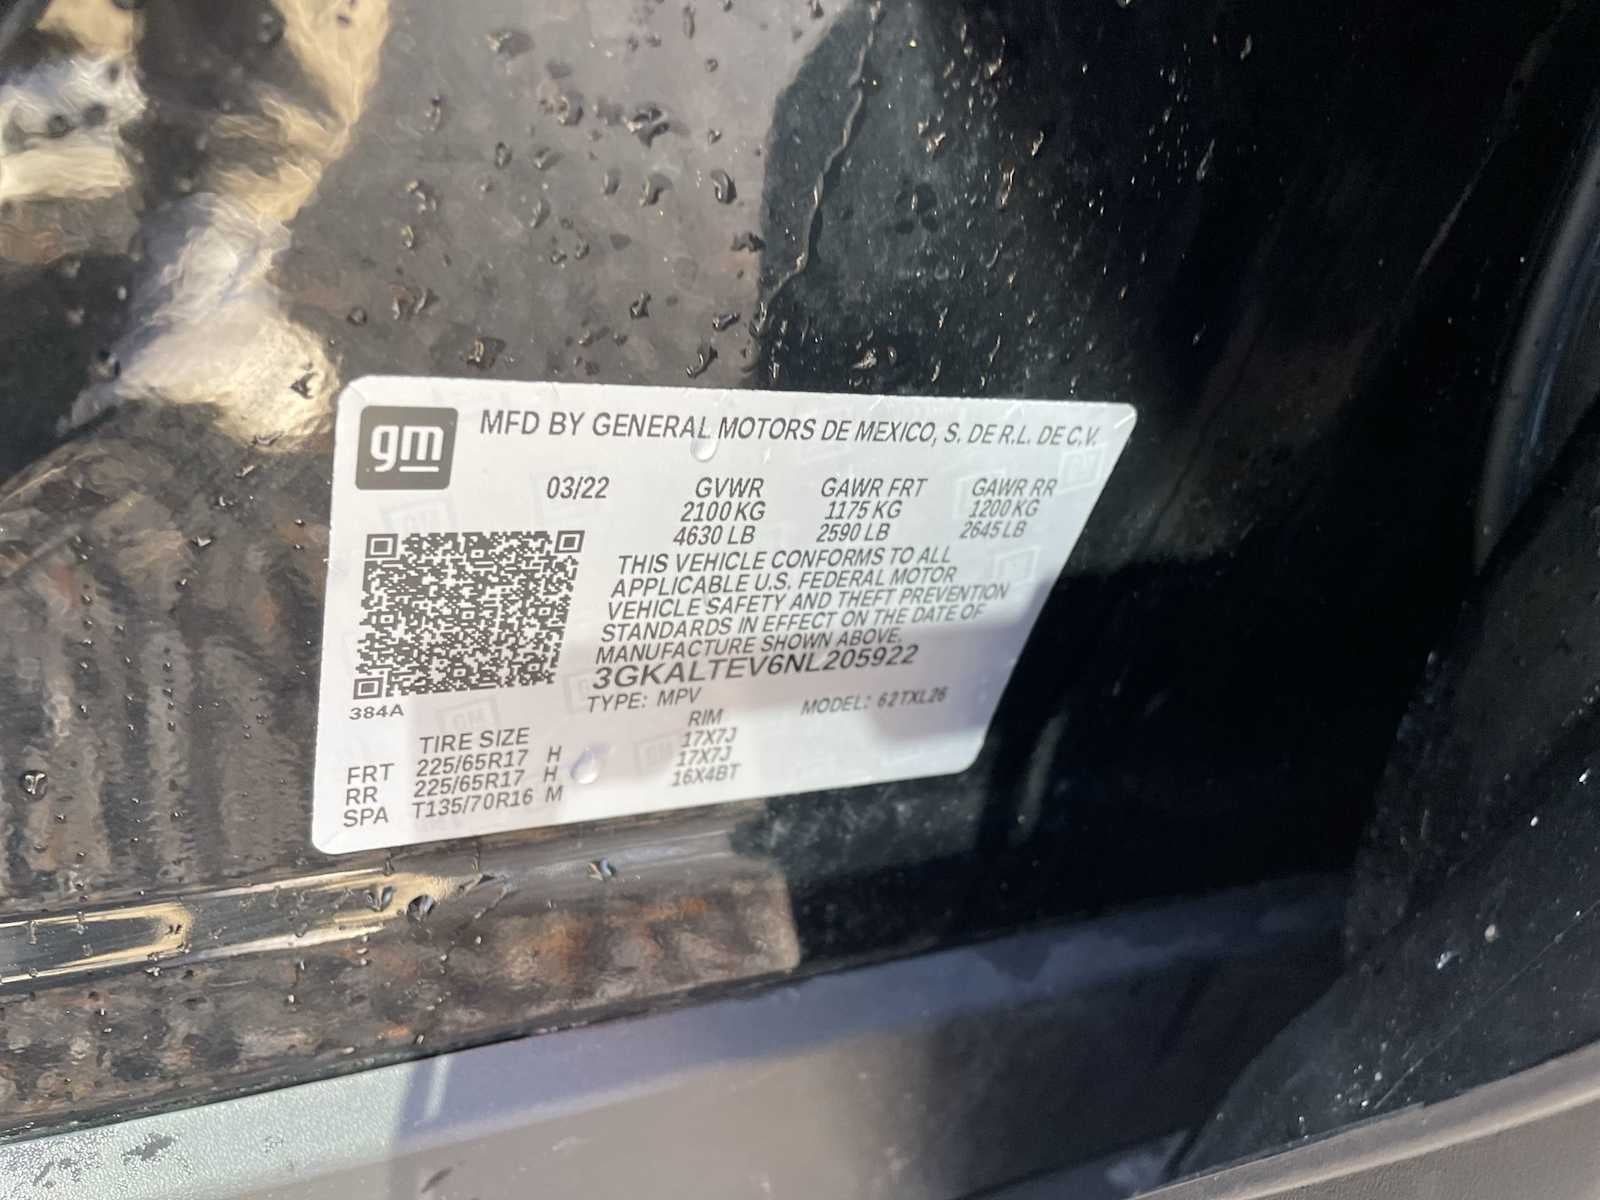 gm MFD BY GENERAL MOTORS DE MEXICO, S. DE R.L. DE C.V.
03/22 GVWR GAWR FRT GAWR RR
2100 KG 1175 KG 1200 KG
4630 LB 2590 LB 2645 LB
THIS VEHICLE CONFORMS TO ALL
APPLICABLE U.S. FEDERAL MOTOR
VEHICLE SAFETY AND THEFT PREVENTION
STANDARDS IN EFFECT ON THE DATE OF
MANUFACTURE SHOWN ABOVE.
3GKALTEV6NL205922
TYPE: MPV MODEL: 62TXL26
384A
TIRE SIZE RIM
FRT 225/65R17 H 17X7J
RR 225/65R17 H 17X7J
SPA T135/70R16 M 16X4BT